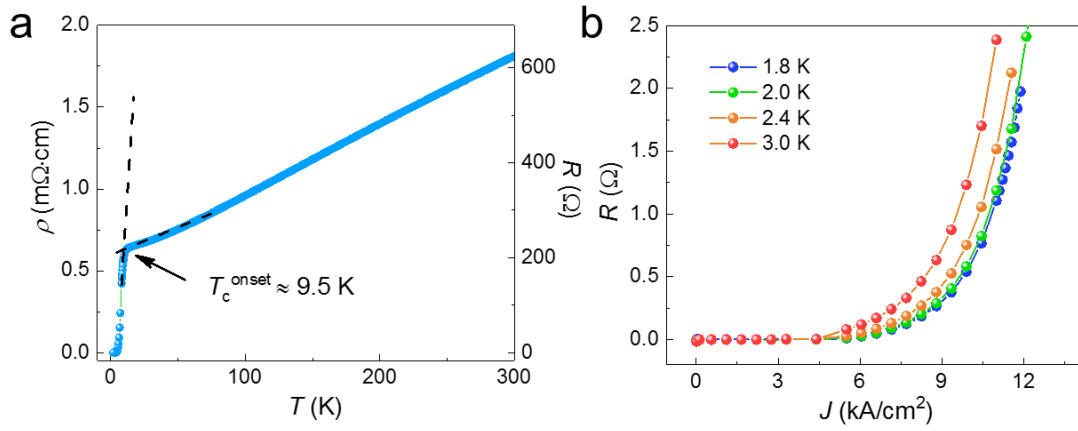 a
2.0
1.5
1.0
0.5
0.0
ρ (mΩ·cm)
600
400
200
0
R (Ω)
T_c^onset ≈ 9.5 K
0 100 200 300
T (K)
b
2.5
2.0
1.5
1.0
0.5
0.0
R (Ω)
1.8 K
2.0 K
2.4 K
3.0 K
0 3 6 9 12
J (kA/cm²)